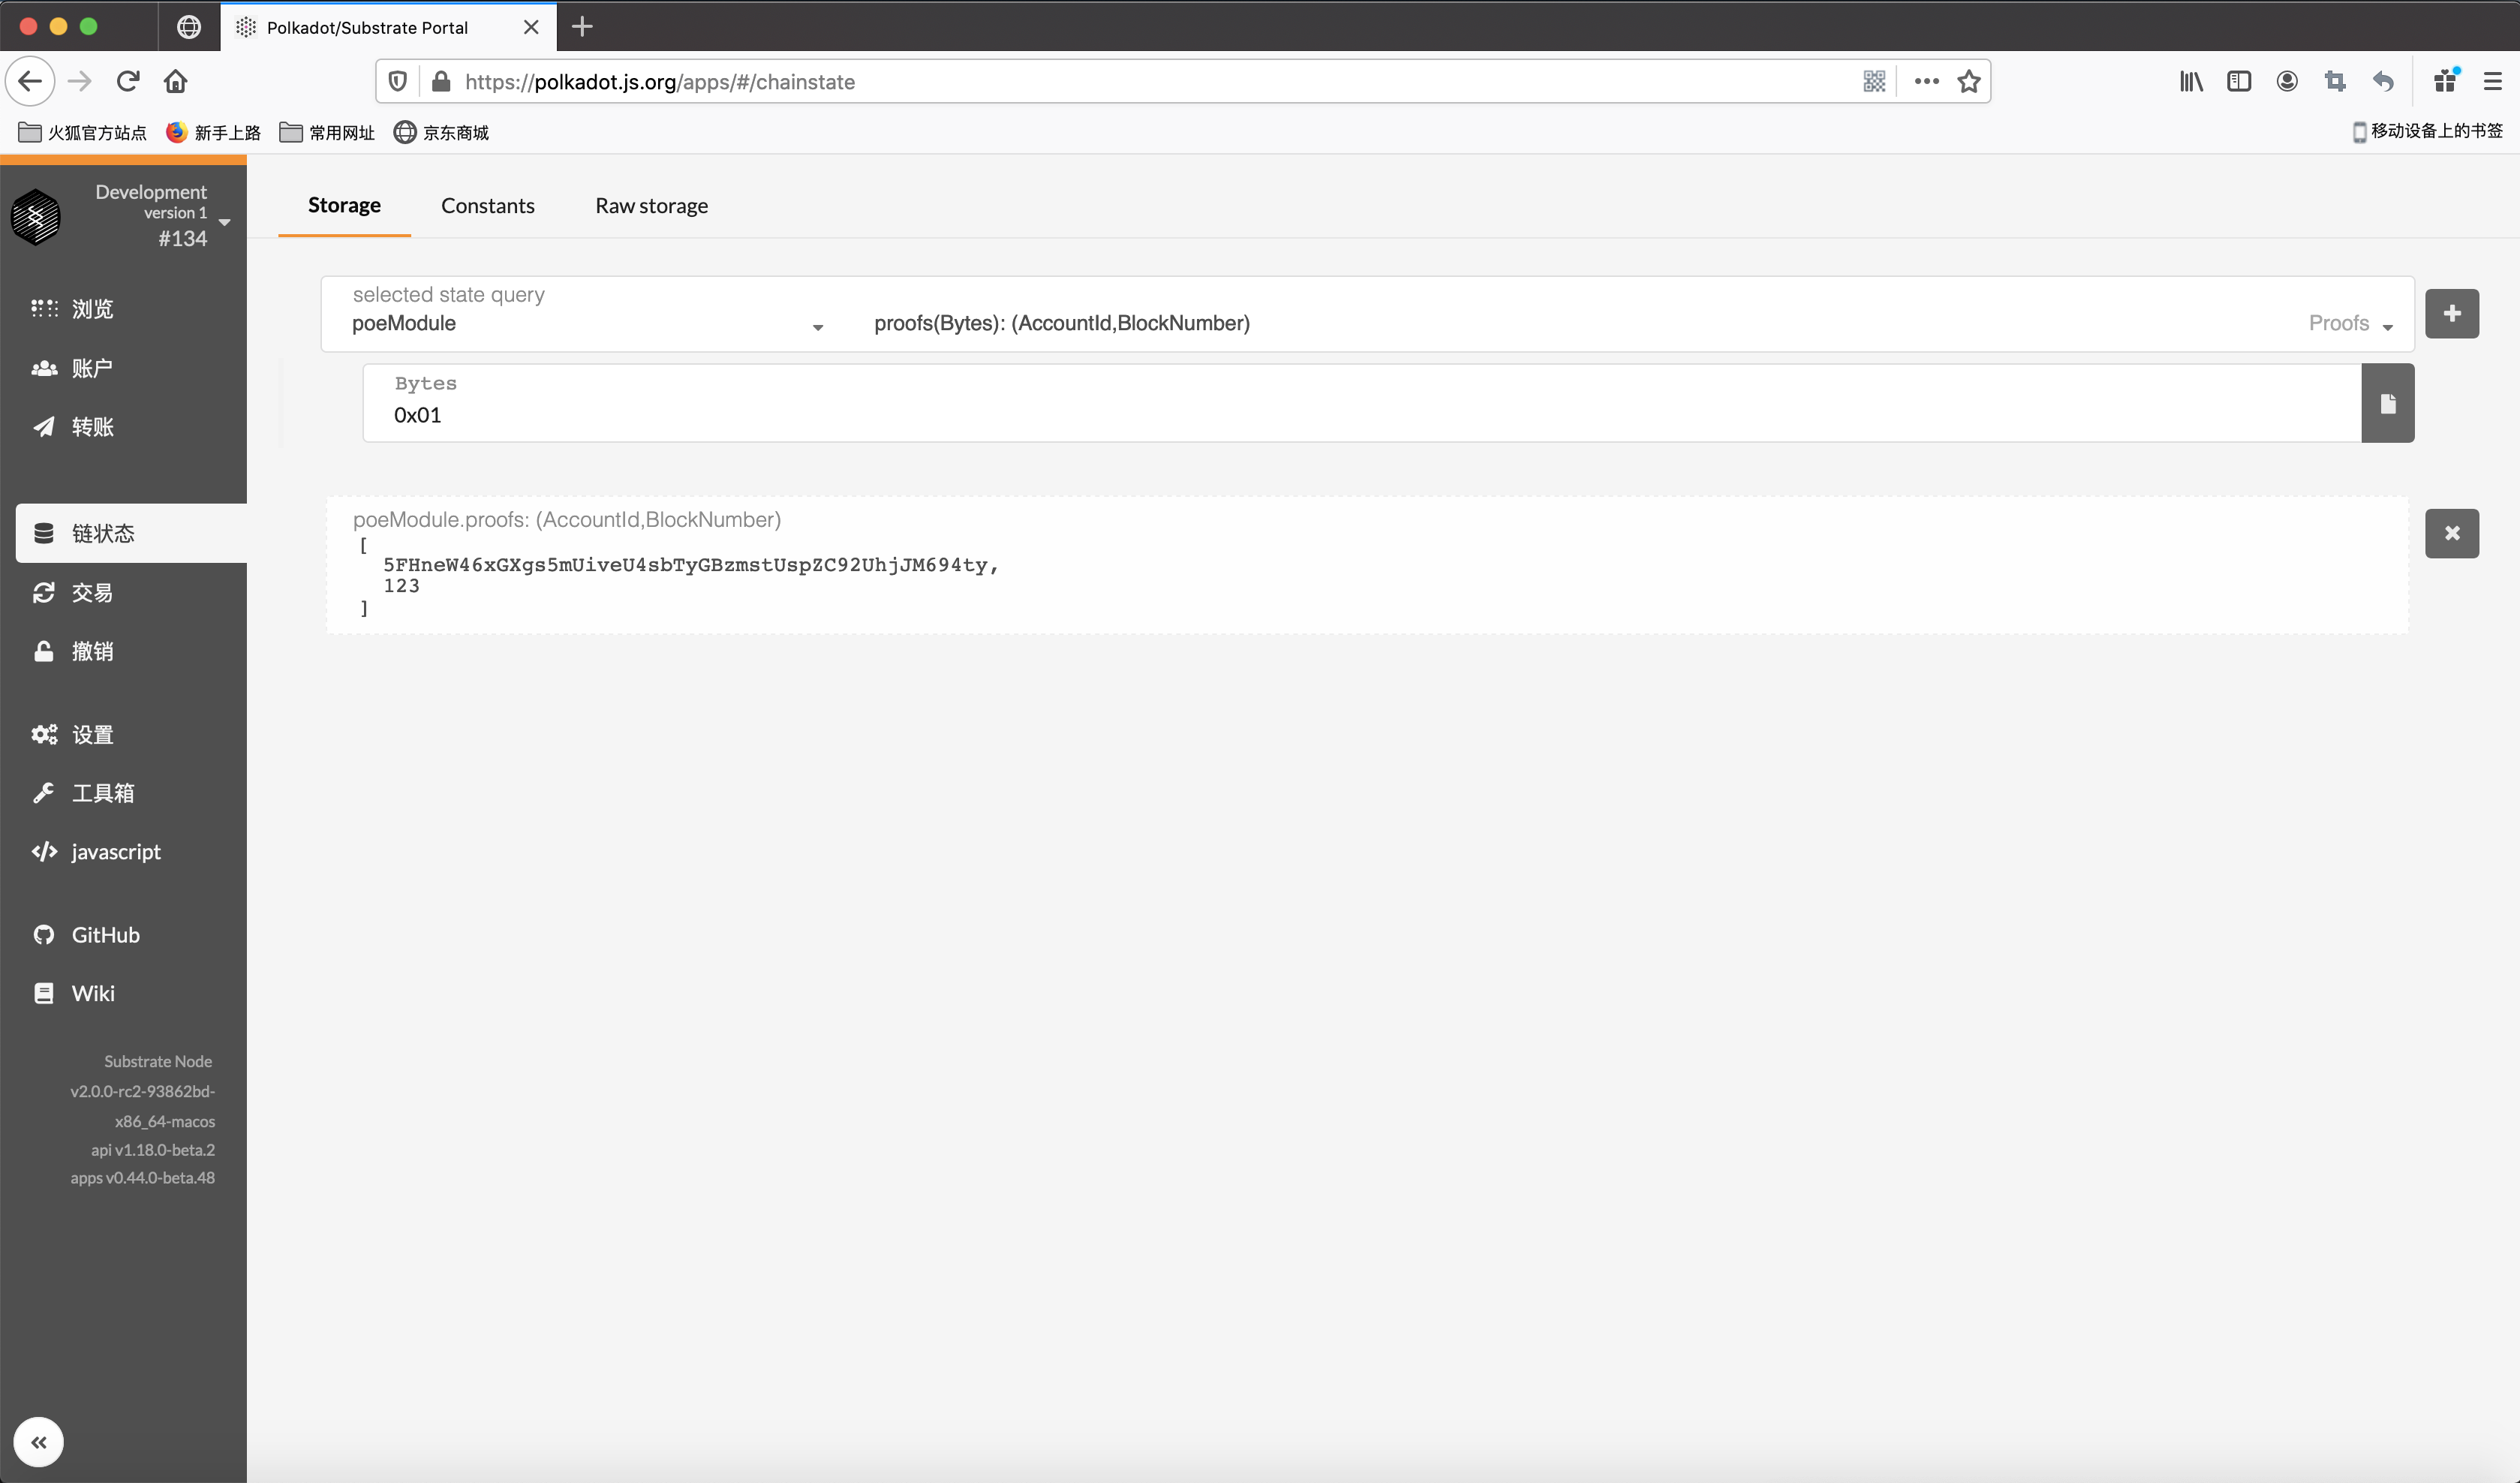 Polkadot/Substrate Portal
https://polkadot.js.org/apps/#/chainstate
火狐官方站点 新手上路 常用网址 京东商城 移动设备上的书签
Development
version 1
#134
浏览
账户
转账
链状态
交易
撤销
设置
工具箱
javascript
GitHub
Wiki
Substrate Node
v2.0.0-rc2-93862bd-
x86_64-macos
api v1.18.0-beta.2
apps v0.44.0-beta.48
Storage Constants Raw storage
selected state query
poeModule proofs(Bytes): (AccountId,BlockNumber) Proofs
Bytes
0x01
poeModule.proofs: (AccountId,BlockNumber)
[
5FHneW46xGXgs5mUiveU4sbTyGBzmstUspZC92UhjJM694ty,
123
]